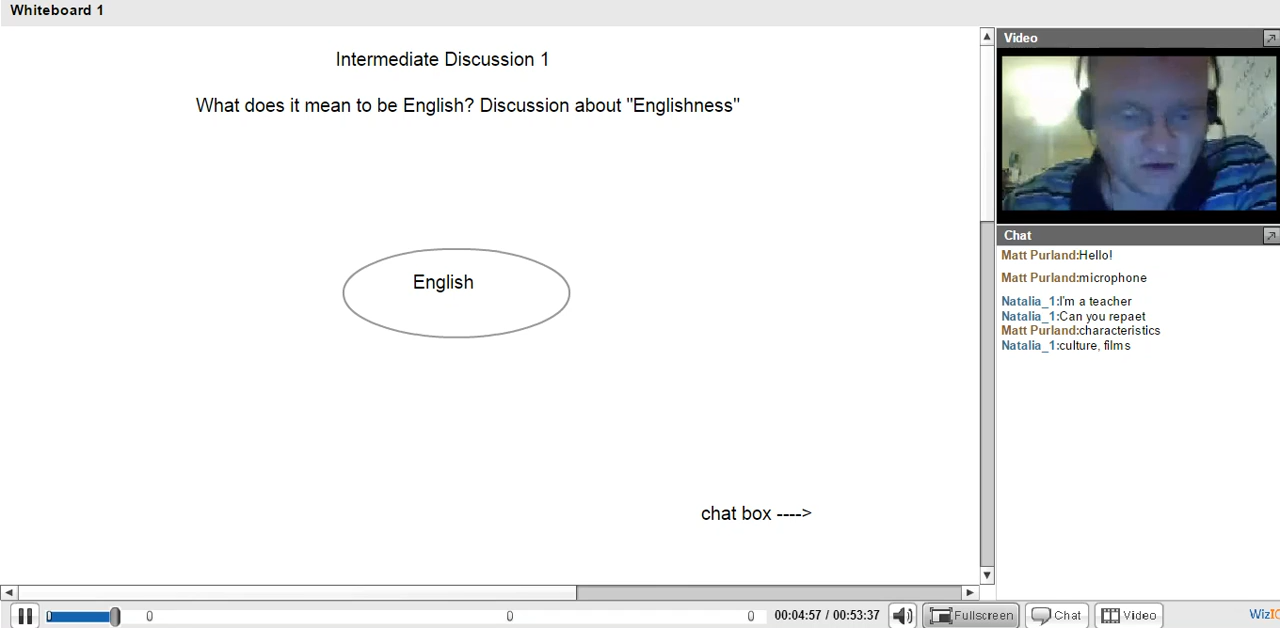 Whiteboard 1
Intermediate Discussion 1
What does it mean to be English? Discussion about "Englishness"
English
chat box ---->
Video
Chat
Matt Purland:Hello!
Matt Purland:microphone
Natalia_1:I'm a teacher
Natalia_1:Can you repaet
Matt Purland:characteristics
Natalia_1:culture, films
0 0 0 00:04:57 / 00:53:37 Fullscreen Chat Video WizIQ